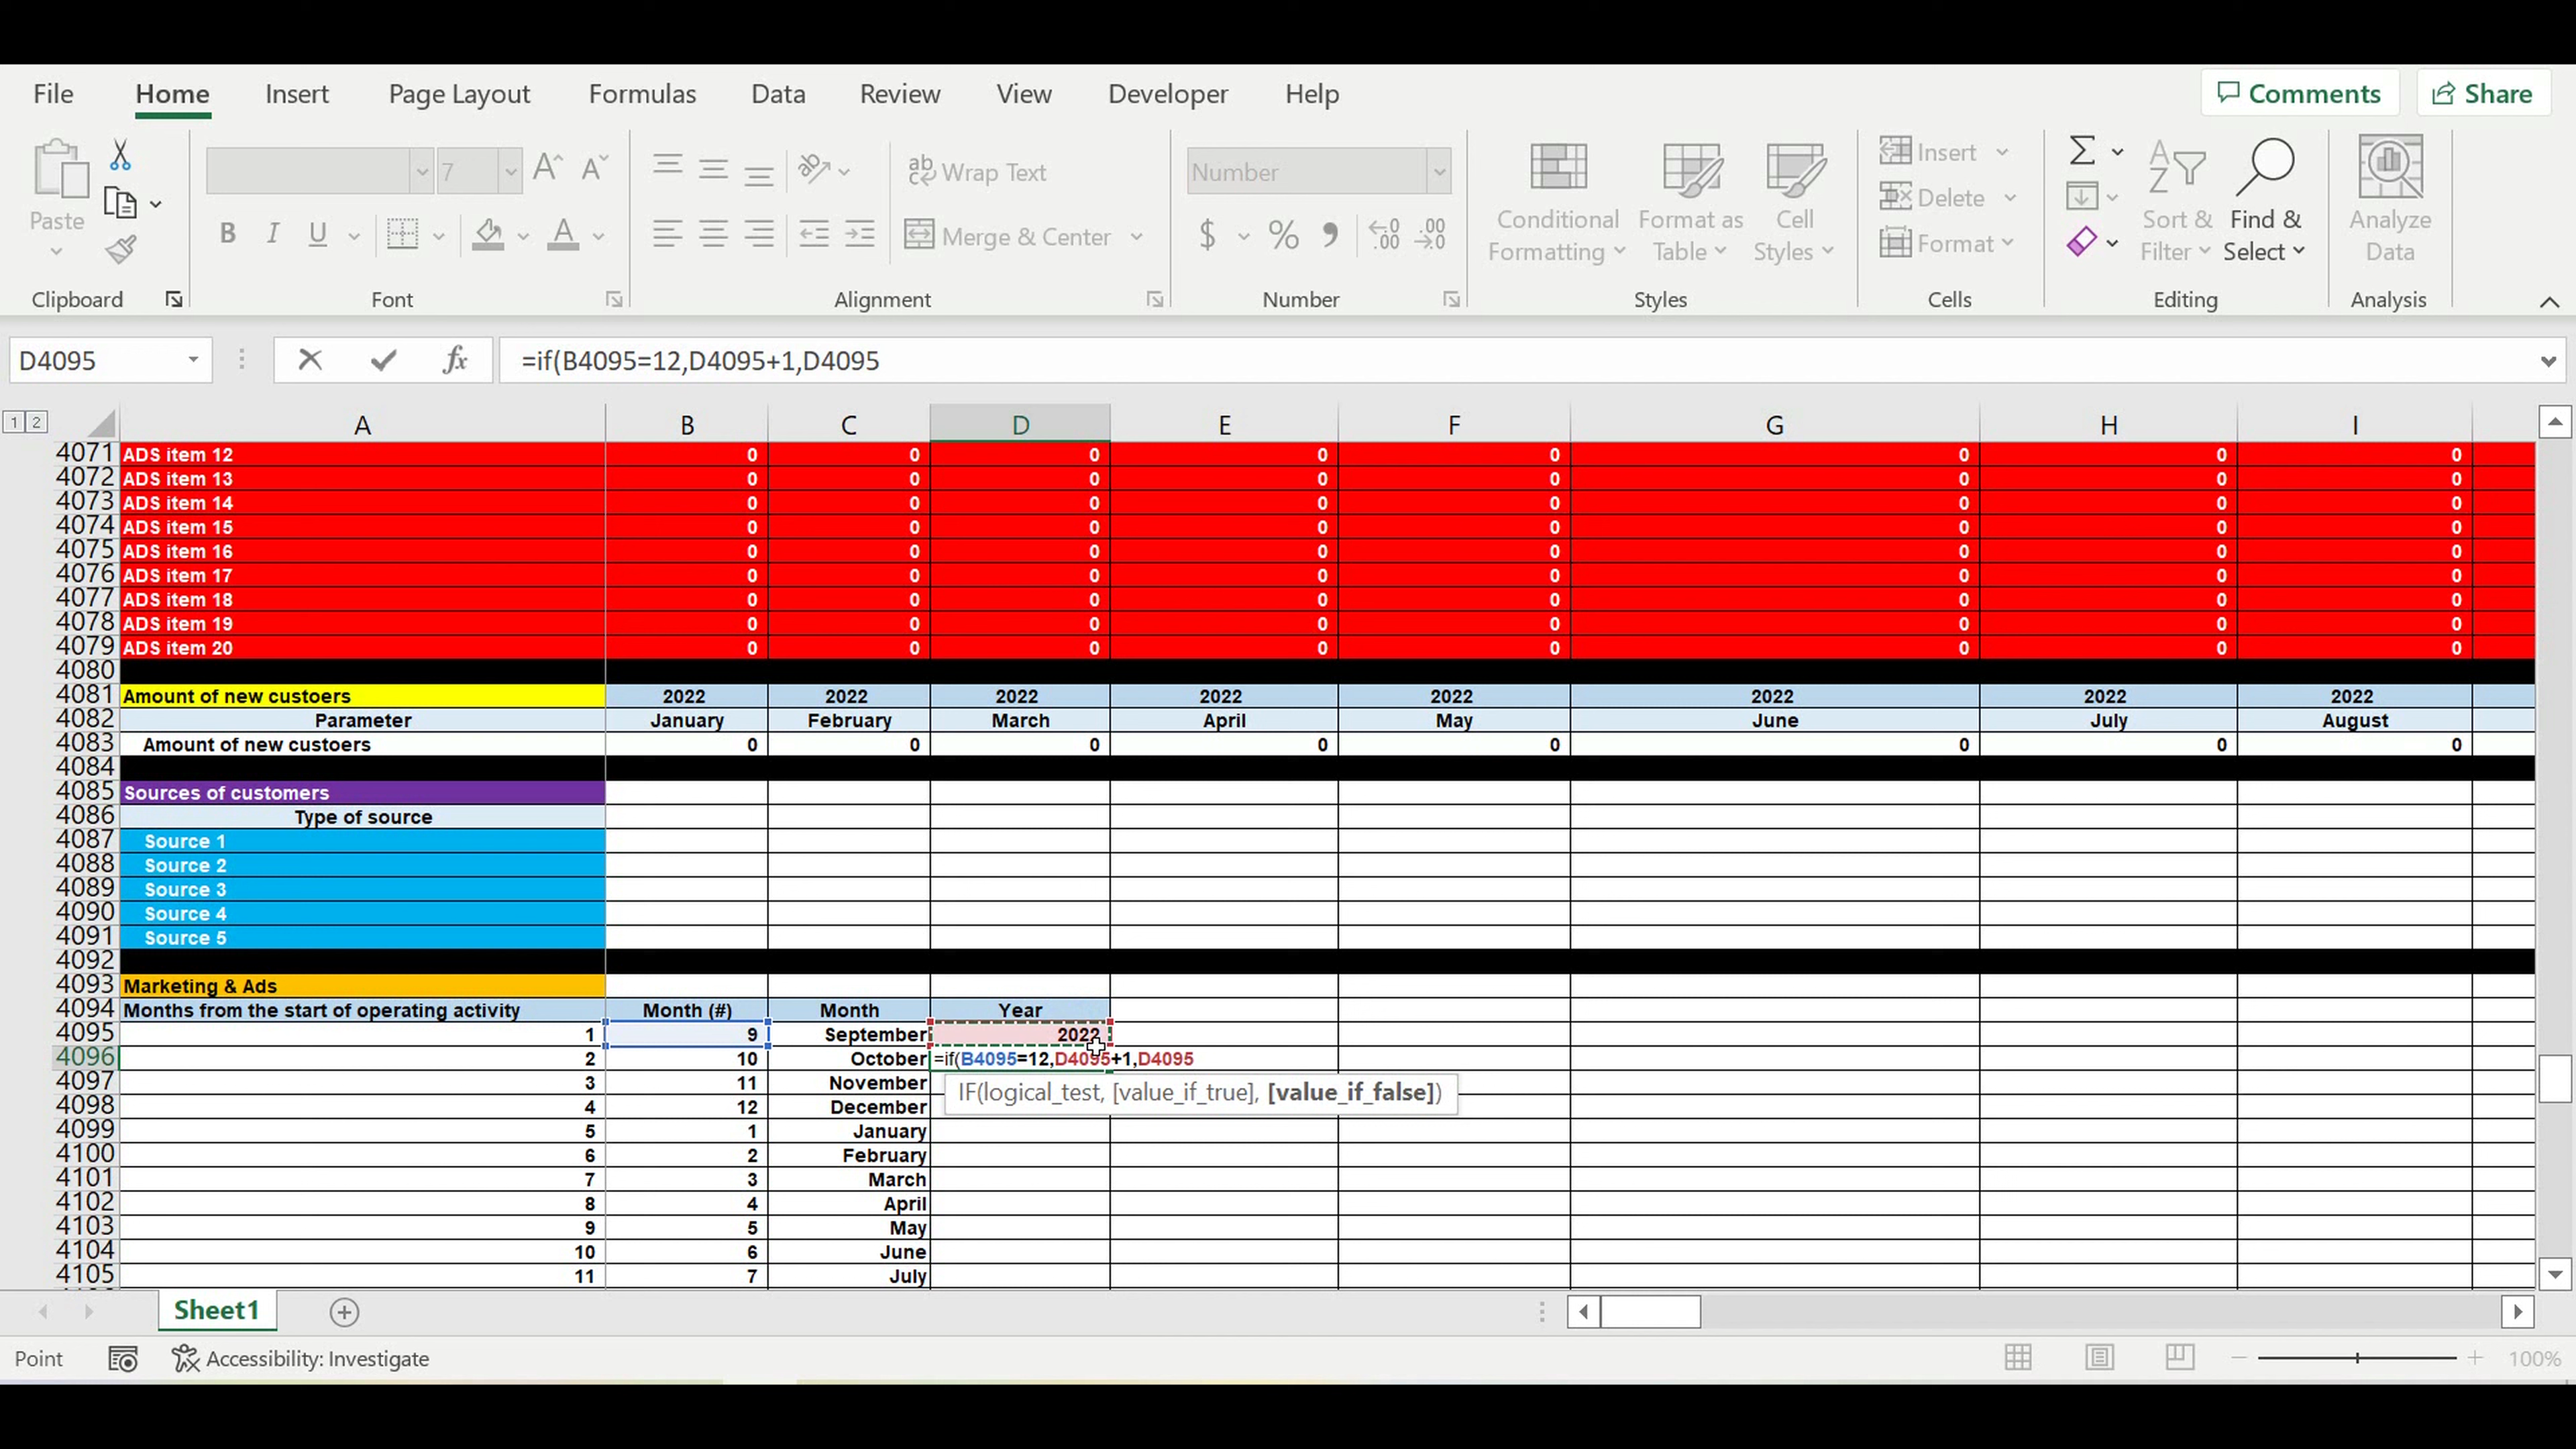 File Home Insert Page Layout Formulas Data Review View Developer Help Comments Share
Paste 7 Wrap Text Number Conditional Formatting Format as Table Cell Styles Insert Sort & Filter Find & Select Analyze Data
B I U Merge & Center $ % Delete
Format
Clipboard Font Alignment Number Styles Cells Editing Analysis
D4095 fx =if(B4095=12,D4095+1,D4095
1 2 A B C D E F G H I
4071 ADS item 12 0 0 0 0 0 0 0 0
4072 ADS item 13 0 0 0 0 0 0 0 0
4073 ADS item 14 0 0 0 0 0 0 0 0
4074 ADS item 15 0 0 0 0 0 0 0 0
4075 ADS item 16 0 0 0 0 0 0 0 0
4076 ADS item 17 0 0 0 0 0 0 0 0
4077 ADS item 18 0 0 0 0 0 0 0 0
4078 ADS item 19 0 0 0 0 0 0 0 0
4079 ADS item 20 0 0 0 0 0 0 0 0
4080
4081 Amount of new custoers 2022 2022 2022 2022 2022 2022 2022 2022
4082 Parameter January February March April May June July August
4083 Amount of new custoers 0 0 0 0 0 0 0 0
4084
4085 Sources of customers
4086 Type of source
4087 Source 1
4088 Source 2
4089 Source 3
4090 Source 4
4091 Source 5
4092
4093 Marketing & Ads
4094 Months from the start of operating activity Month (#) Month Year
4095 1 9 September 2022
4096 2 10 October =if(B4095=12,D4095+1,D4095
4097 3 11 November IF(logical_test, [value_if_true], [value_if_false])
4098 4 12 December
4099 5 1 January
4100 6 2 February
4101 7 3 March
4102 8 4 April
4103 9 5 May
4104 10 6 June
4105 11 7 July
Sheet1
Point Accessibility: Investigate 100%